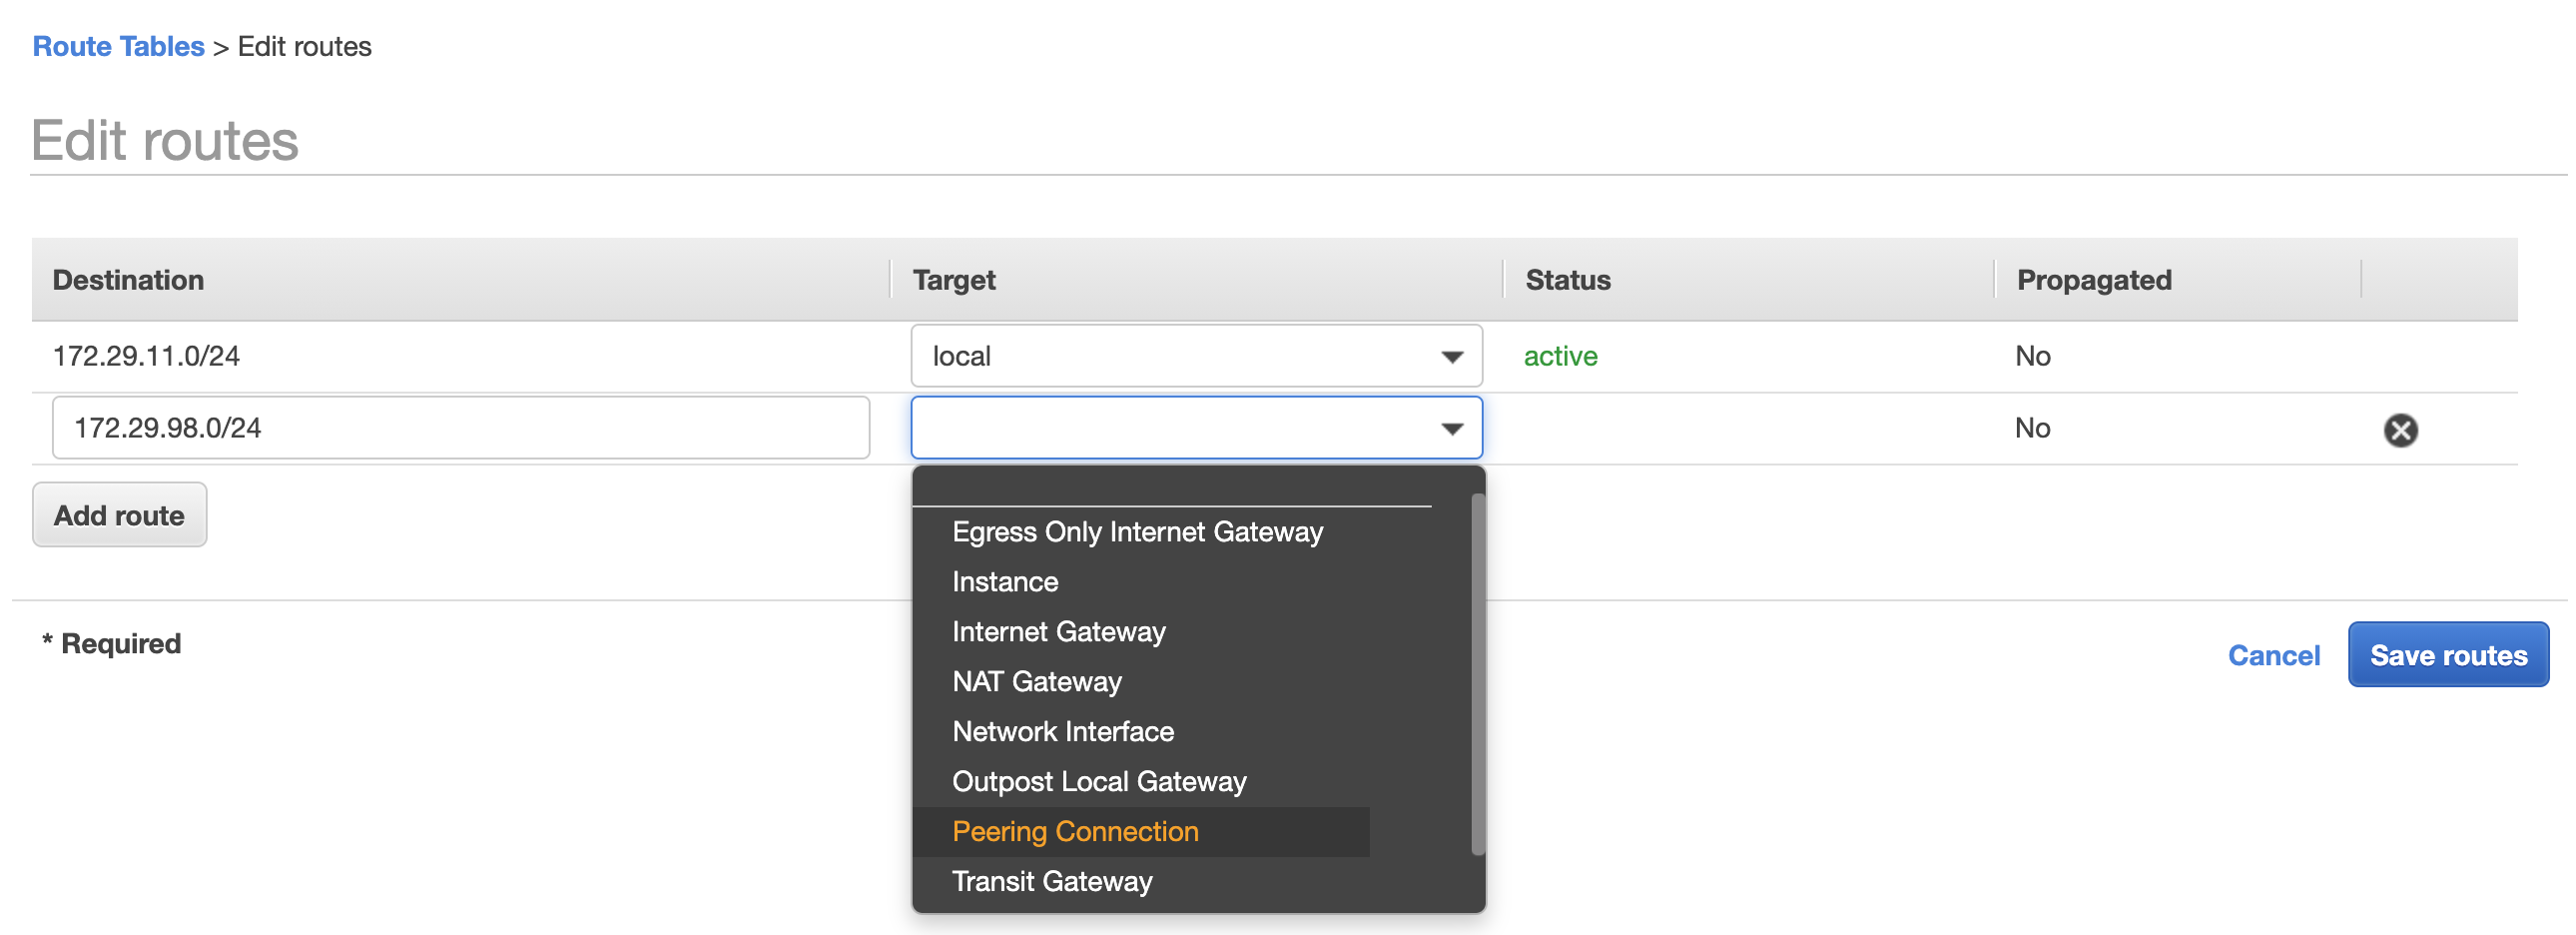 Route Tables > Edit routes
Edit routes
Destination Target Status Propagated
172.29.11.0/24 local active No
172.29.98.0/24 No
Add route
Egress Only Internet Gateway
Instance
Internet Gateway
NAT Gateway
Network Interface
Outpost Local Gateway
Peering Connection
Transit Gateway
* Required
Cancel Save routes